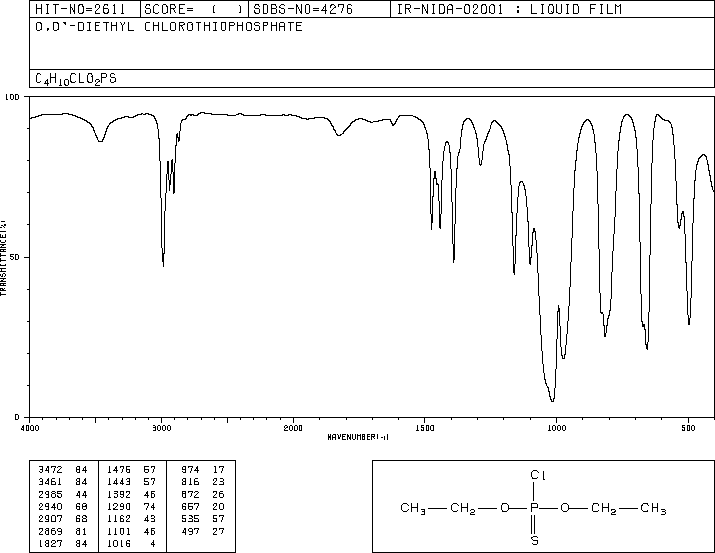 HIT-NO=2611 SCORE= ( ) SDBS-NO=4276 IR-NIDA-02001 : LIQUID FILM
O,O'-DIETHYL CHLOROTHIOPHOSPHATE
C4H10CLO2PS
100
50
0
TRANSMITTANCE(%)
4000 3000 2000 1500 1000 500
WAVENUMBER(-1)
3472 84 1476 57 974 17
3461 84 1443 57 816 23
2985 44 1392 46 672 26
2940 68 1290 74 657 20
2907 68 1162 43 535 57
2869 81 1101 46 497 27
1827 84 1016 4
Cl
CH3 CH2 O P O CH2 CH3
S